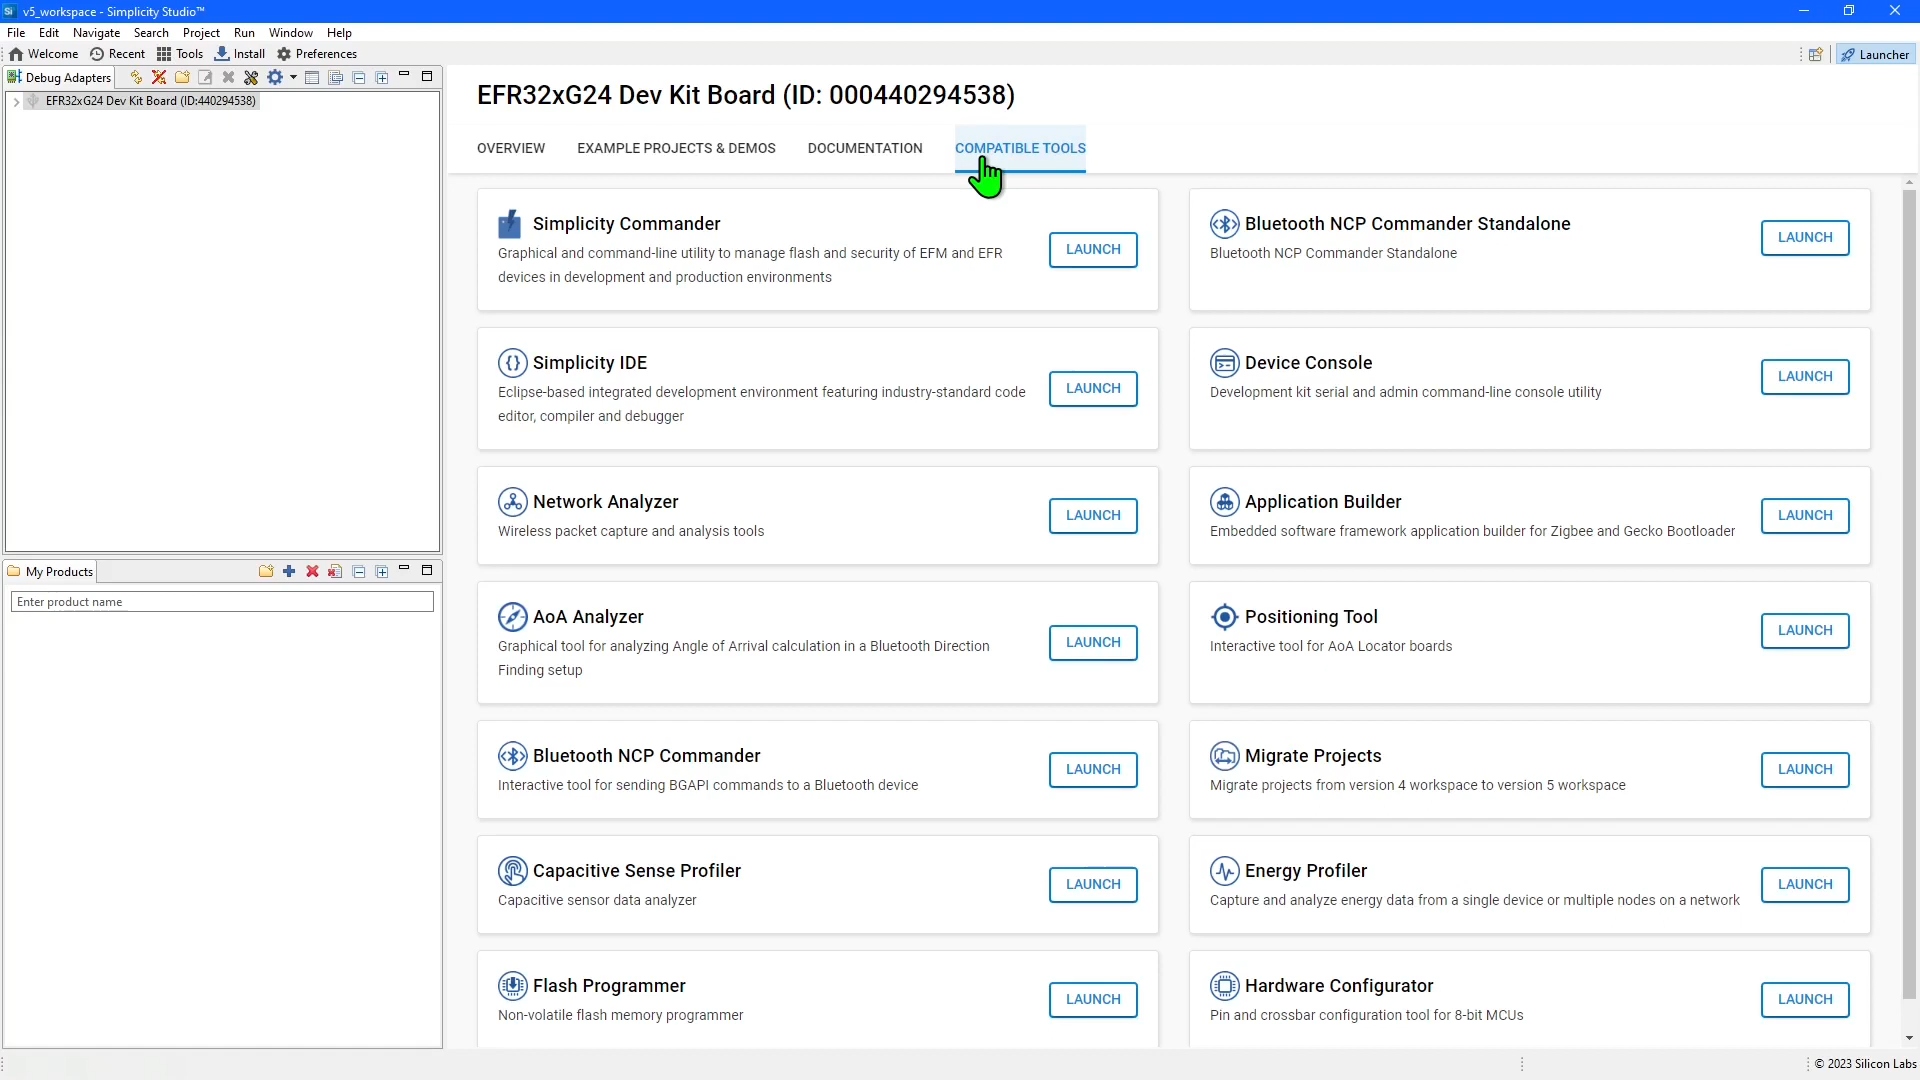 Si v5_workspace - Simplicity Studio™
File Edit Navigate Search Project Run Window Help
Welcome Recent Tools Install Preferences
Launcher
Debug Adapters
EFR32xG24 Dev Kit Board (ID:440294538)
My Products
Enter product name
EFR32xG24 Dev Kit Board (ID: 000440294538)
OVERVIEW EXAMPLE PROJECTS & DEMOS DOCUMENTATION COMPATIBLE TOOLS
Simplicity Commander
Graphical and command-line utility to manage flash and security of EFM and EFR
devices in development and production environments
LAUNCH
Bluetooth NCP Commander Standalone
Bluetooth NCP Commander Standalone
LAUNCH
Simplicity IDE
Eclipse-based integrated development environment featuring industry-standard code
editor, compiler and debugger
LAUNCH
Device Console
Development kit serial and admin command-line console utility
LAUNCH
Network Analyzer
Wireless packet capture and analysis tools
LAUNCH
Application Builder
Embedded software framework application builder for Zigbee and Gecko Bootloader
LAUNCH
AoA Analyzer
Graphical tool for analyzing Angle of Arrival calculation in a Bluetooth Direction
Finding setup
LAUNCH
Positioning Tool
Interactive tool for AoA Locator boards
LAUNCH
Bluetooth NCP Commander
Interactive tool for sending BGAPI commands to a Bluetooth device
LAUNCH
Migrate Projects
Migrate projects from version 4 workspace to version 5 workspace
LAUNCH
Capacitive Sense Profiler
Capacitive sensor data analyzer
LAUNCH
Energy Profiler
Capture and analyze energy data from a single device or multiple nodes on a network
LAUNCH
Flash Programmer
Non-volatile flash memory programmer
LAUNCH
Hardware Configurator
Pin and crossbar configuration tool for 8-bit MCUs
LAUNCH
© 2023 Silicon Labs